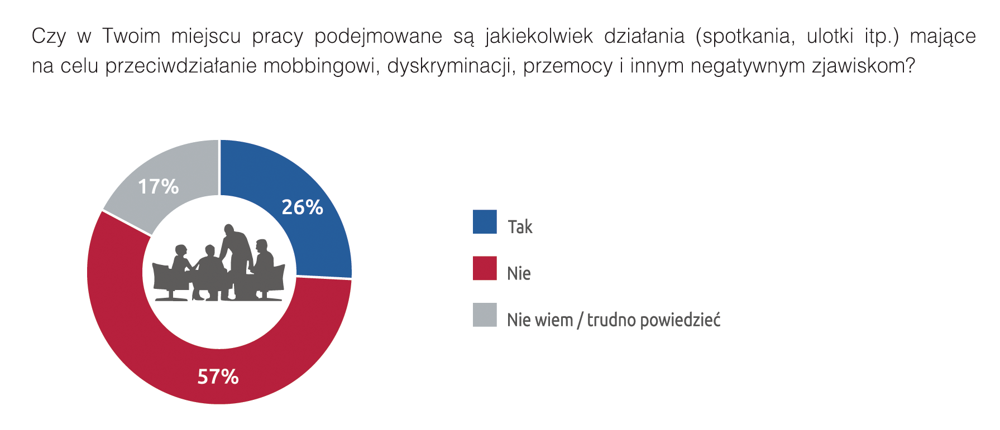 Czy w Twoim miejscu pracy podejmowane są jakiekolwiek działania (spotkania, ulotki itp.) mające
na celu przeciwdziałanie mobbingowi, dyskryminacji, przemocy i innym negatywnym zjawiskom?
17%
26%
57%
Tak
Nie
Nie wiem / trudno powiedzieć